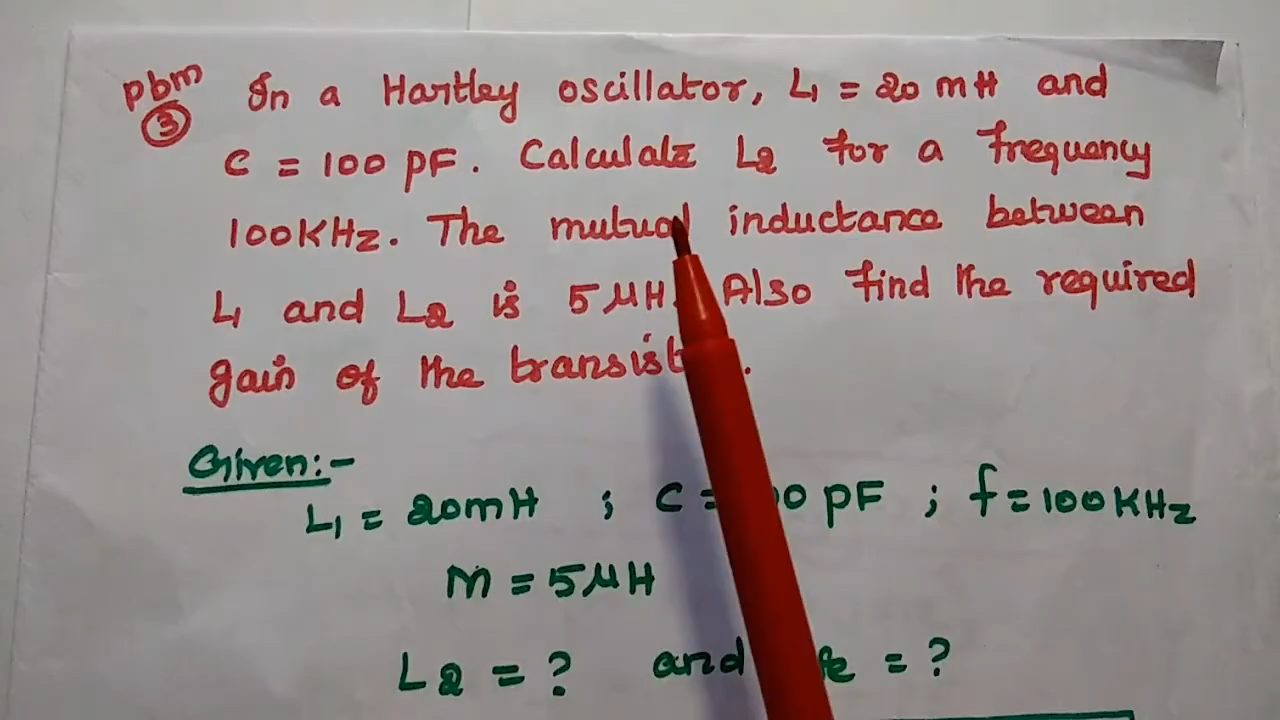 Pbm
3
In a Hartley oscillator, L1 = 20 mH and
C = 100 pF. Calculate L2 for a frequency
100KHz. The mutual inductance between
L1 and L2 is 5 μH. Also find the required
gain of the
Given:-
L1 = 20mH ; C = pF ; f = 100KHz
M = 5μH
L2 = ? and = ?